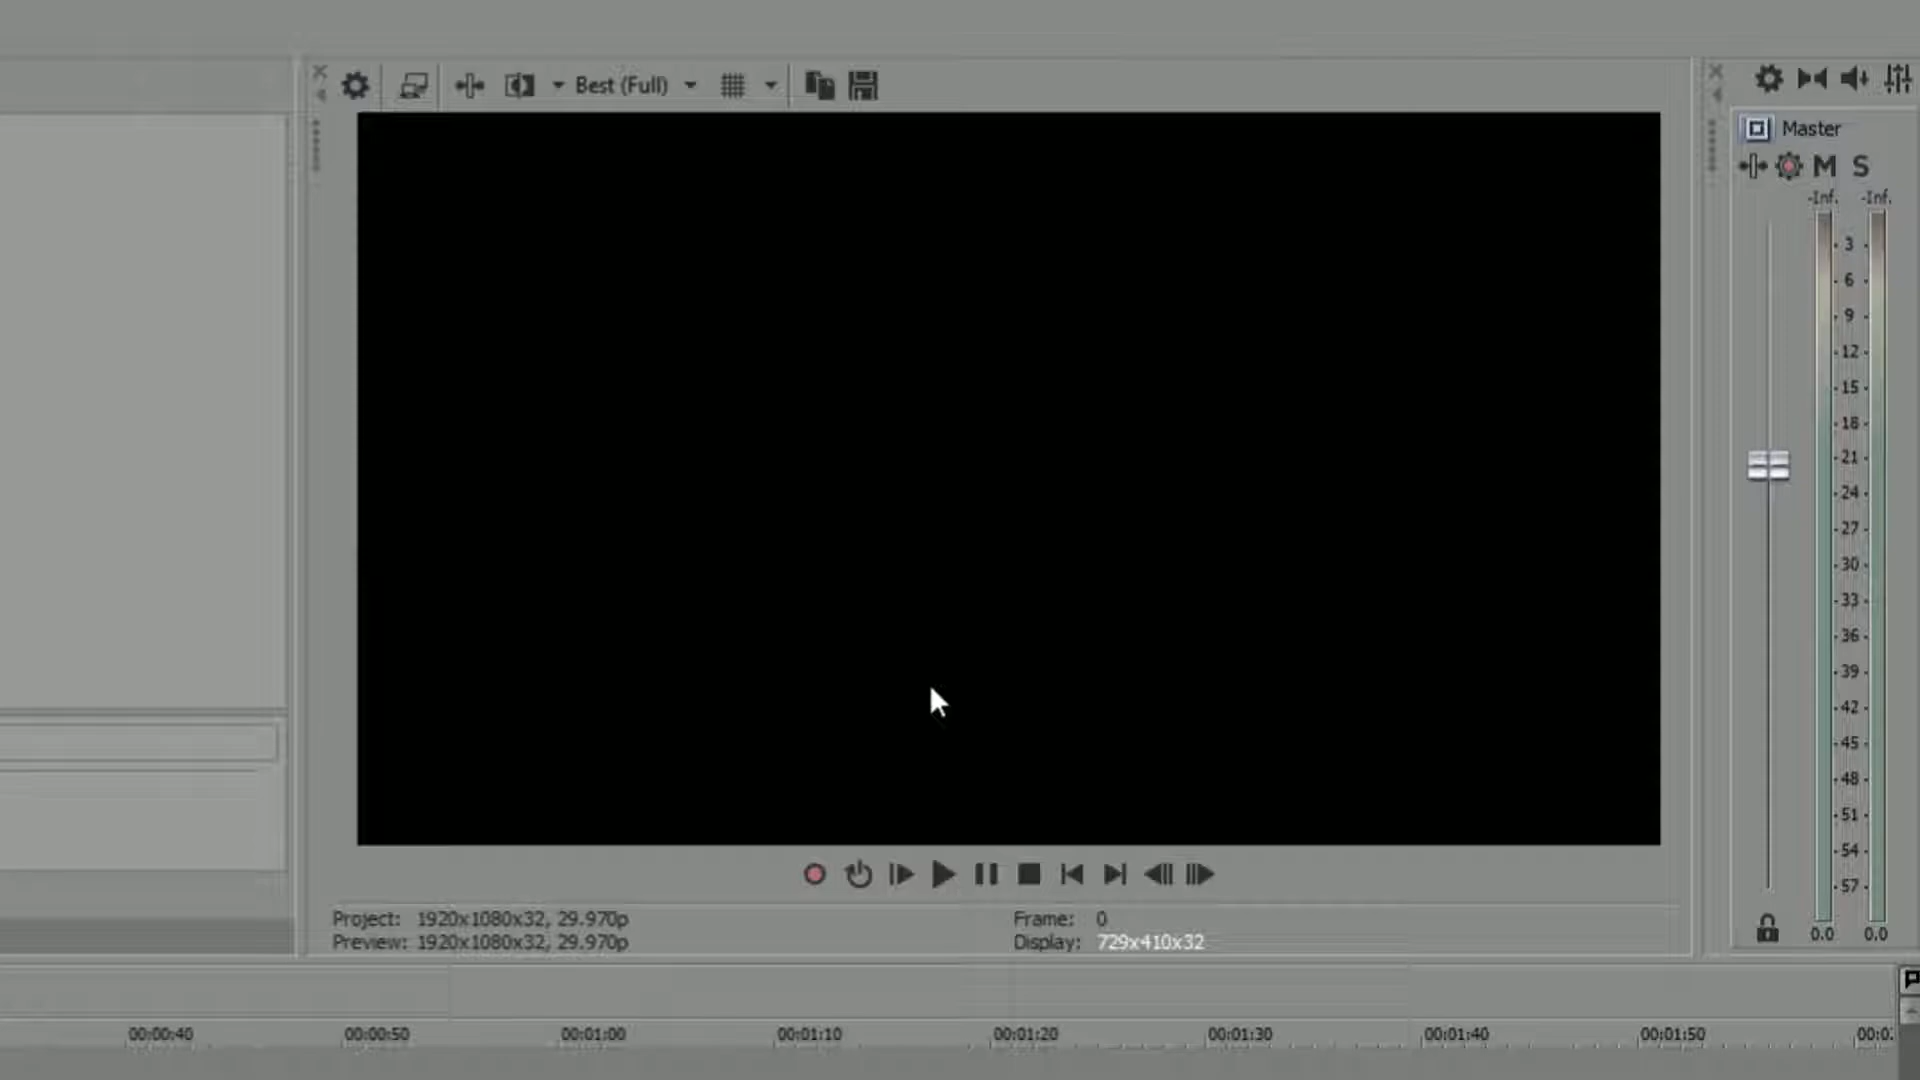 Best (Full)
Master
M S
-Inf. -Inf.
3
6
9
12
15
18
21
24
27
30
33
36
39
42
45
48
51
54
57
0.0 0.0
Project: 1920x1080x32, 29.970p
Preview: 1920x1080x32, 29.970p
Frame: 0
Display: 729x410x32
00:00:40 00:00:50 00:01:00 00:01:10 00:01:20 00:01:30 00:01:40 00:01:50